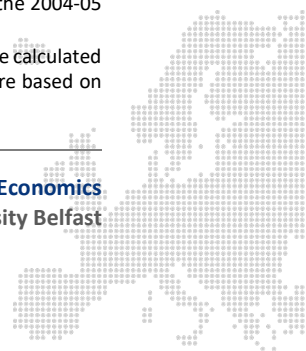 the 2004-05
e calculated
re based on
Economics
sity Belfast